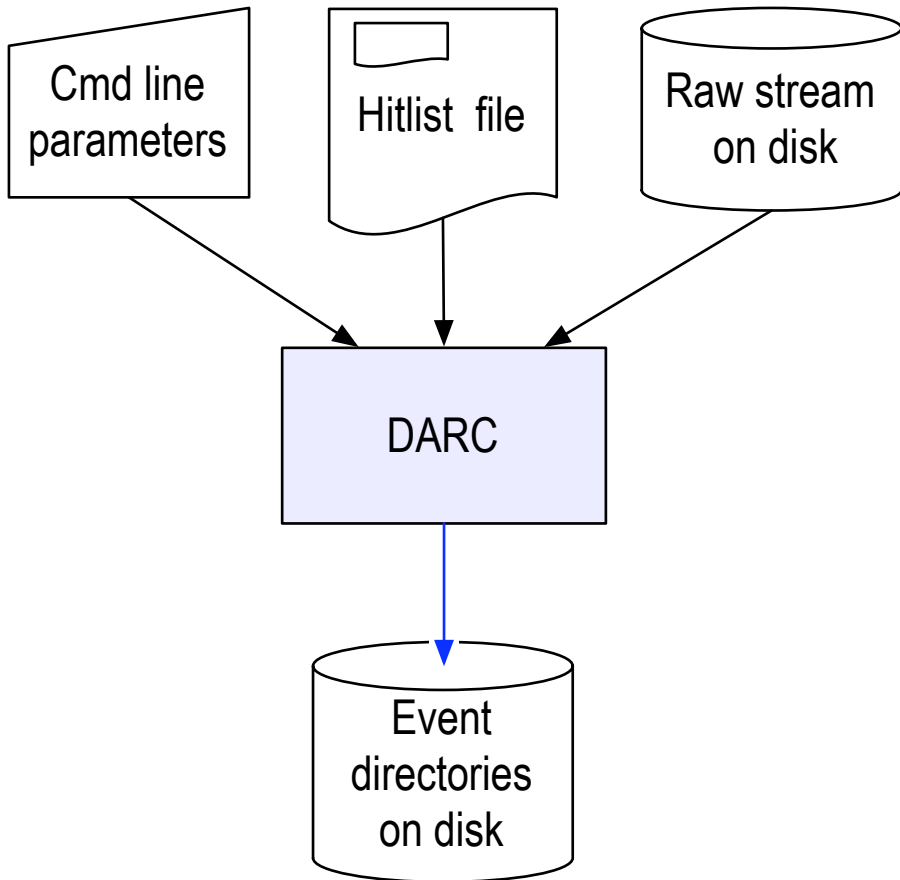 Cmd line
parameters
Hitlist file
Raw stream
on disk
DARC
Event
directories
on disk